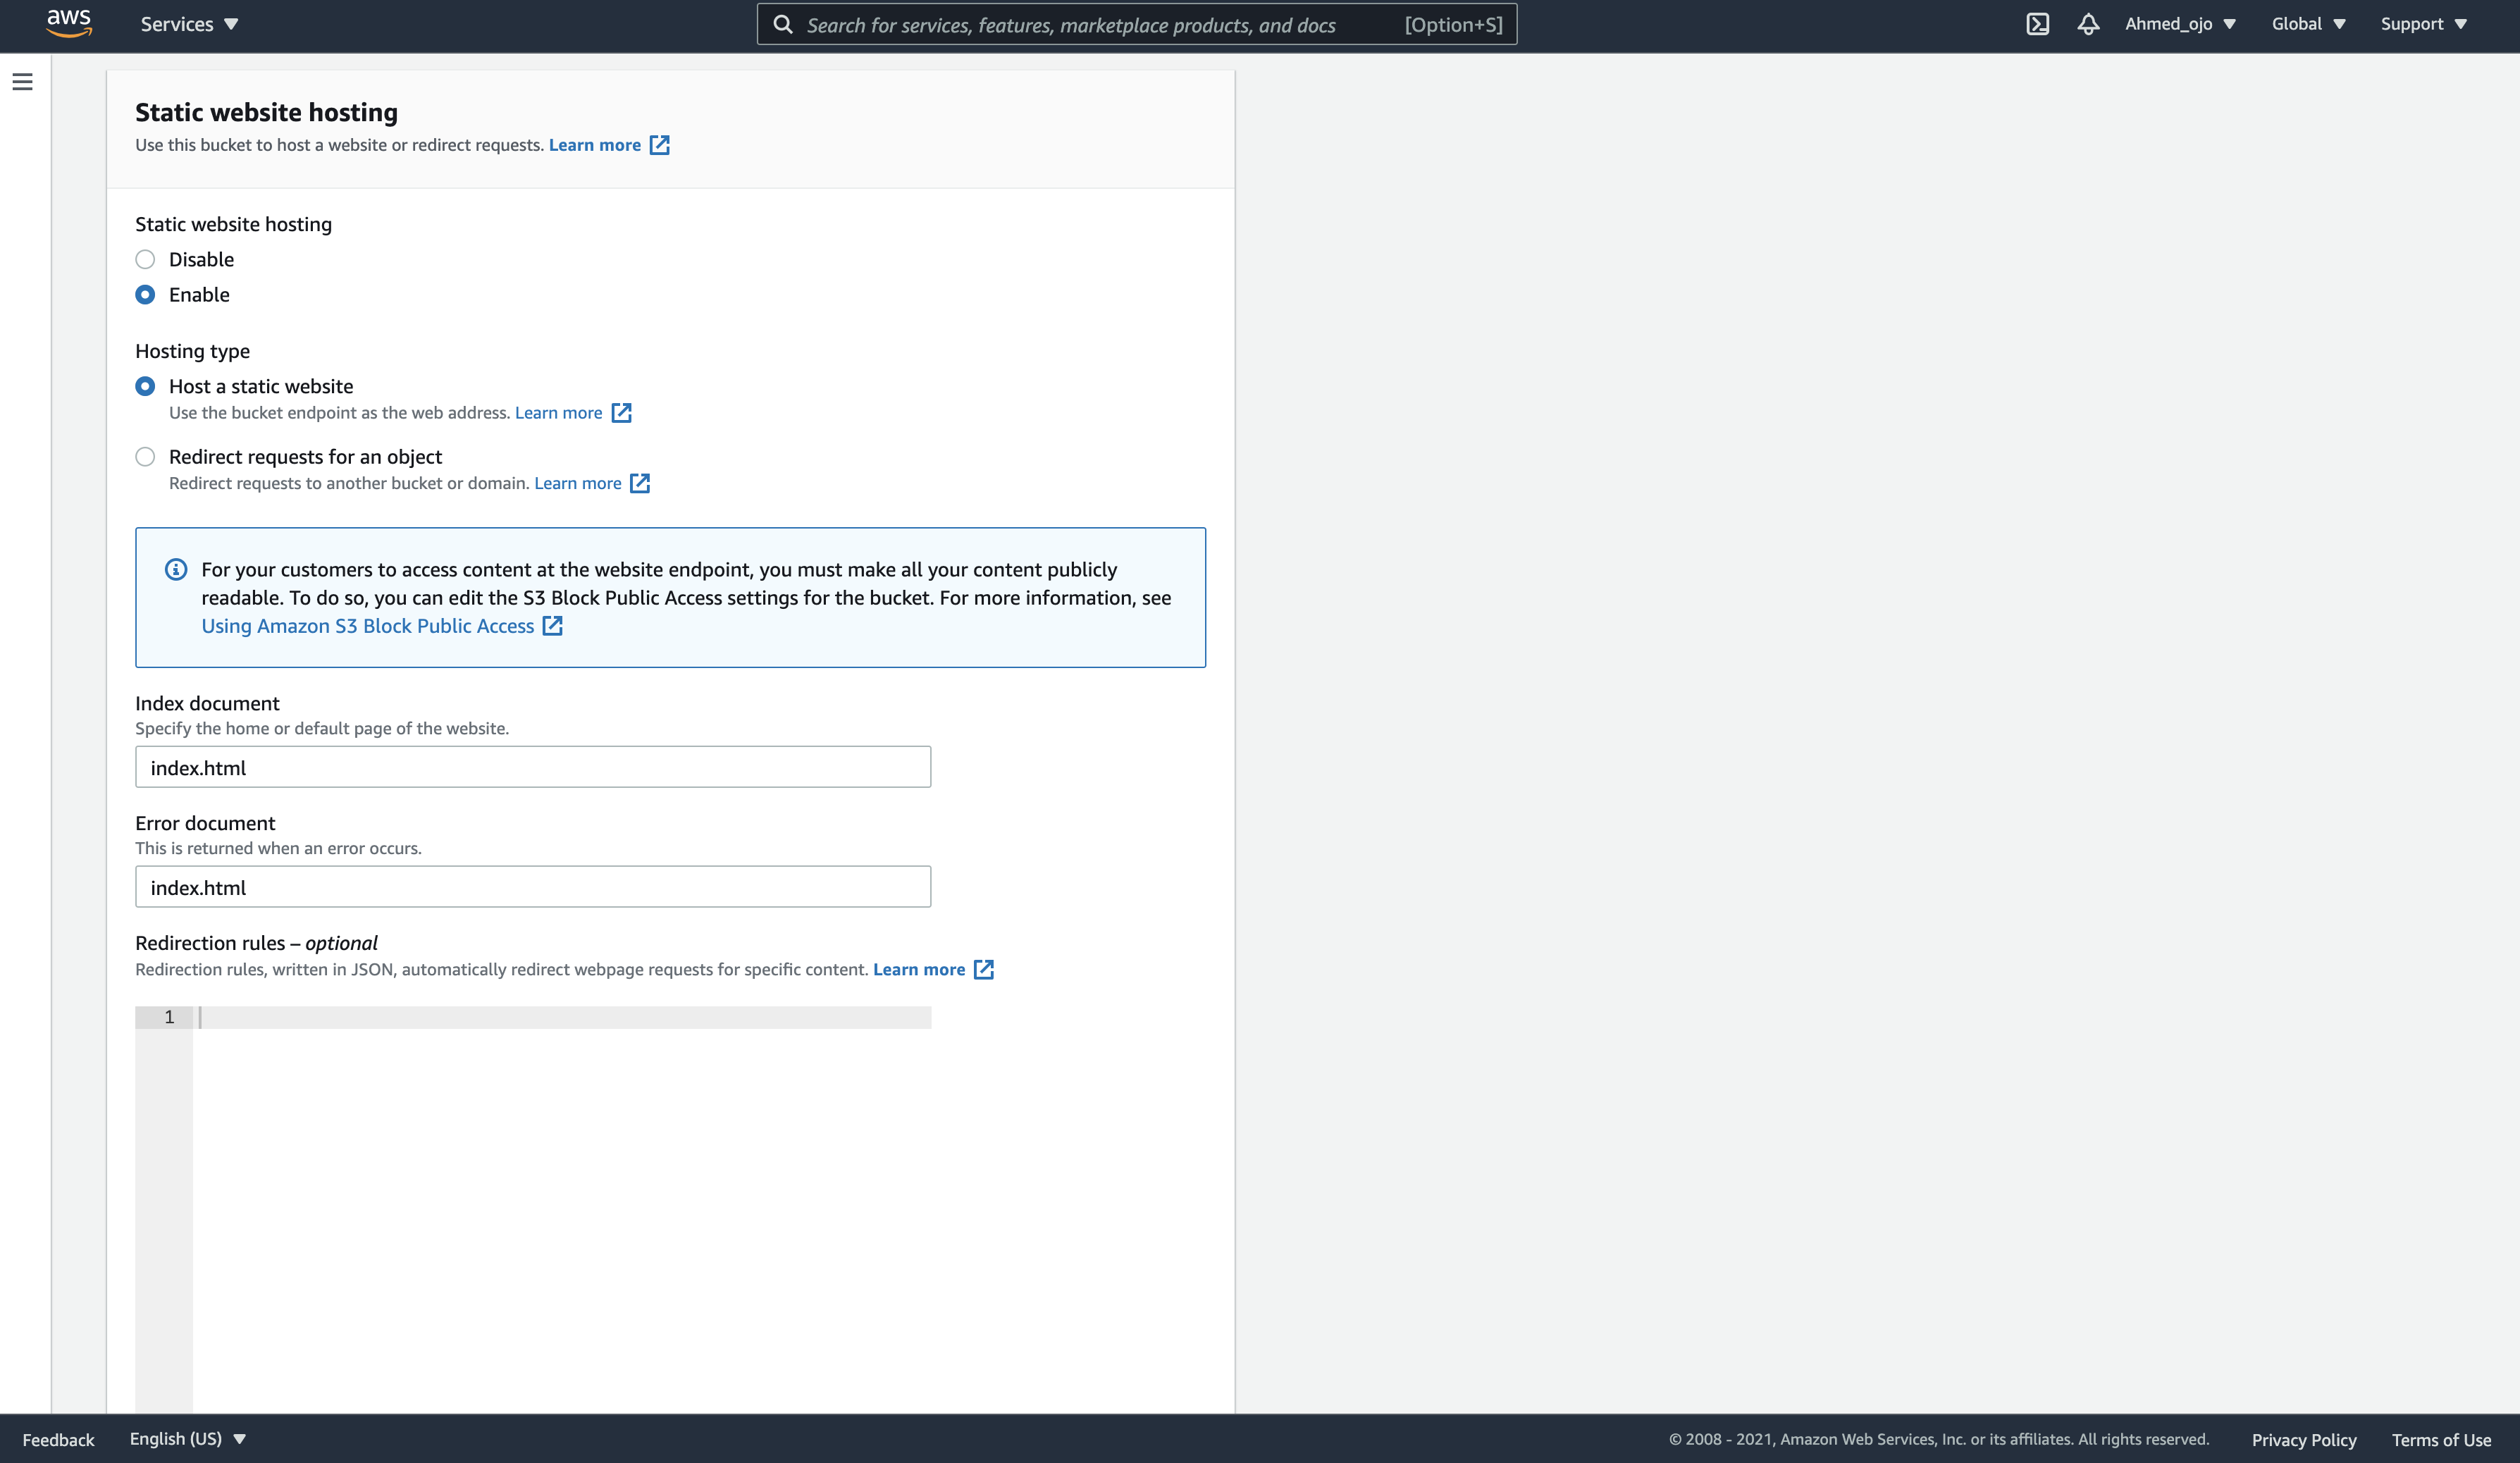 aws
Services
Search for services, features, marketplace products, and docs [Option+S]
Ahmed_ojo
Global
Support
Static website hosting
Use this bucket to host a website or redirect requests. Learn more
Static website hosting
Disable
Enable
Hosting type
Host a static website
Use the bucket endpoint as the web address. Learn more
Redirect requests for an object
Redirect requests to another bucket or domain. Learn more
For your customers to access content at the website endpoint, you must make all your content publicly
readable. To do so, you can edit the S3 Block Public Access settings for the bucket. For more information, see
Using Amazon S3 Block Public Access
Index document
Specify the home or default page of the website.
index.html
Error document
This is returned when an error occurs.
index.html
Redirection rules – optional
Redirection rules, written in JSON, automatically redirect webpage requests for specific content. Learn more
1
Feedback
English (US)
© 2008 - 2021, Amazon Web Services, Inc. or its affiliates. All rights reserved.
Privacy Policy
Terms of Use